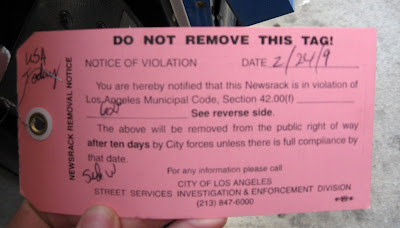 DO NOT REMOVE THIS TAG!
USA
Today
NEWSRACK REMOVAL NOTICE
NOTICE OF VIOLATION DATE 2/24/9
You are hereby notified that this Newsrack is in violation of
Los Angeles Municipal Code, Section 42.00(f)
See reverse side.
The above will be removed from the public right of way
after ten days by City forces unless there is full compliance by
that date.
For any information please call
CITY OF LOS ANGELES
STREET SERVICES INVESTIGATION & ENFORCEMENT DIVISION
(213) 847-6000